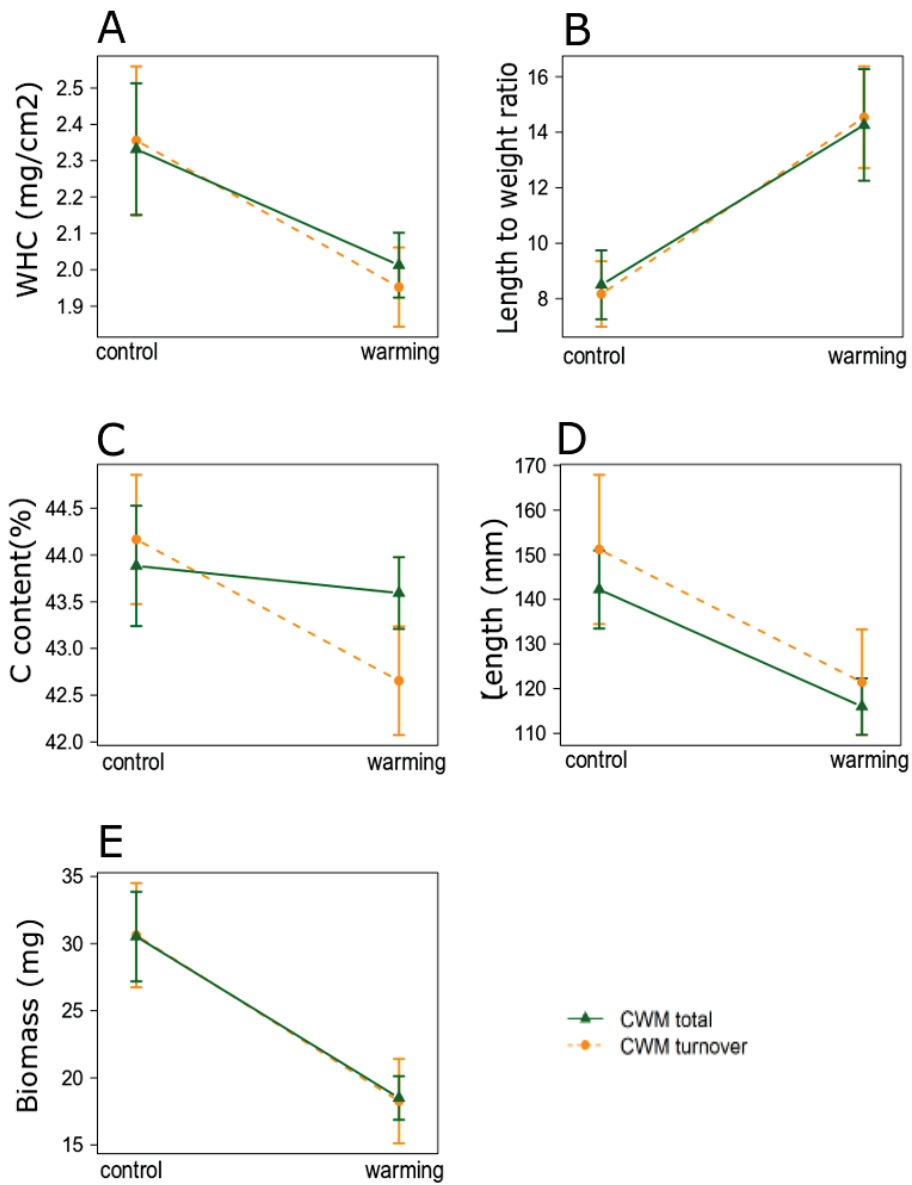 A
WHC (mg/cm2)
2.5
2.4
2.3
2.2
2.1
2.0
1.9
control
warming
B
Length to weight ratio
16
14
12
10
8
control
warming
C
C content(%)
44.5
44.0
43.5
43.0
42.5
42.0
control
warming
D
Length (mm)
170
160
150
140
130
120
110
control
warming
E
Biomass (mg)
35
30
25
20
15
control
warming
CWM total
CWM turnover